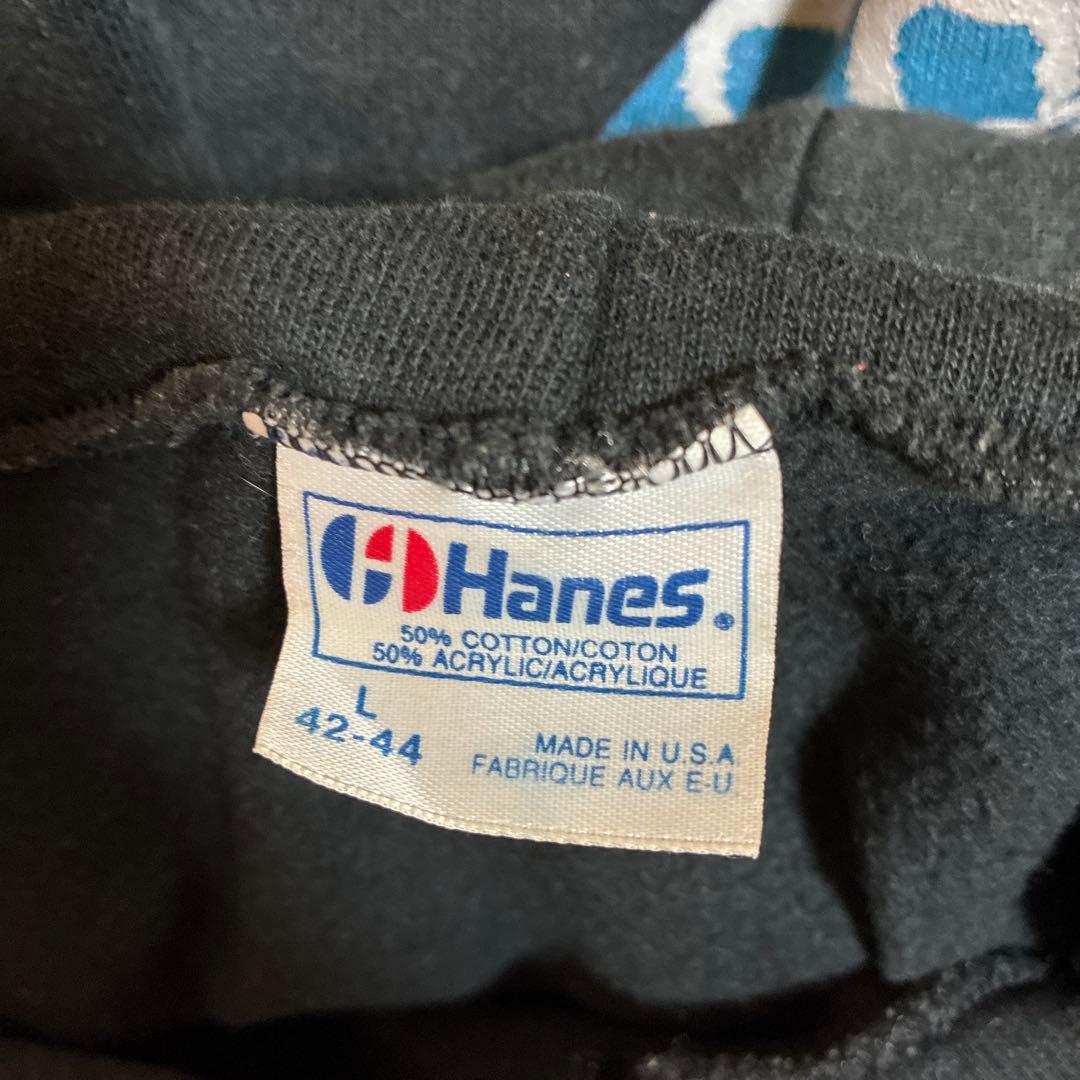 Hanes®
50% COTTON/COTON
50% ACRYLIC/ACRYLIQUE
L
42-44
MADE IN U.S.A
FABRIQUE AUX E-U